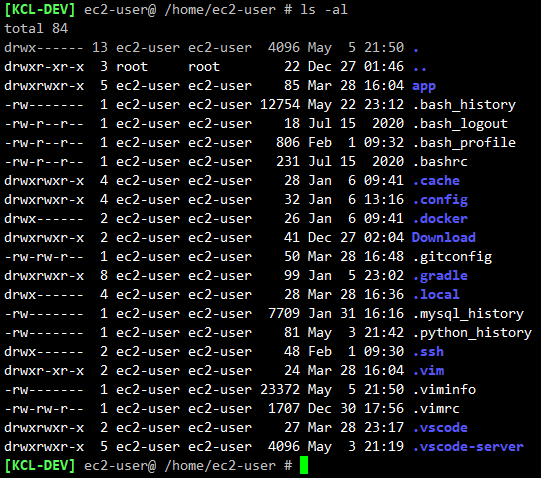 [KCL-DEV] ec2-user@ /home/ec2-user # ls -al
total 84
drwx------ 13 ec2-user ec2-user  4096 May  5 21:50 .
drwxr-xr-x  3 root     root        22 Dec 27 01:46 ..
drwxrwxr-x  5 ec2-user ec2-user    85 Mar 28 16:04 app
-rw-------  1 ec2-user ec2-user 12754 May 22 23:12 .bash_history
-rw-r--r--  1 ec2-user ec2-user    18 Jul 15  2020 .bash_logout
-rw-r--r--  1 ec2-user ec2-user   806 Feb  1 09:32 .bash_profile
-rw-r--r--  1 ec2-user ec2-user   231 Jul 15  2020 .bashrc
drwxrwxr-x  4 ec2-user ec2-user    28 Jan  6 09:41 .cache
drwxrwxr-x  4 ec2-user ec2-user    32 Jan  6 13:16 .config
drwx------  2 ec2-user ec2-user    26 Jan  6 09:41 .docker
drwxrwxr-x  2 ec2-user ec2-user    41 Dec 27 02:04 Download
-rw-rw-r--  1 ec2-user ec2-user    50 Mar 28 16:48 .gitconfig
drwxrwxr-x  8 ec2-user ec2-user    99 Jan  5 23:02 .gradle
drwx------  4 ec2-user ec2-user    28 Mar 28 16:36 .local
-rw-------  1 ec2-user ec2-user  7709 Jan 31 16:16 .mysql_history
-rw-------  1 ec2-user ec2-user    81 May  3 21:42 .python_history
drwx------  2 ec2-user ec2-user    48 Feb  1 09:30 .ssh
drwxr-xr-x  2 ec2-user ec2-user    24 Mar 28 16:04 .vim
-rw-------  1 ec2-user ec2-user 23372 May  5 21:50 .viminfo
-rw-rw-r--  1 ec2-user ec2-user  1707 Dec 30 17:56 .vimrc
drwxrwxr-x  2 ec2-user ec2-user    27 Mar 28 23:17 .vscode
drwxrwxr-x  5 ec2-user ec2-user  4096 May  3 21:19 .vscode-server
[KCL-DEV] ec2-user@ /home/ec2-user #